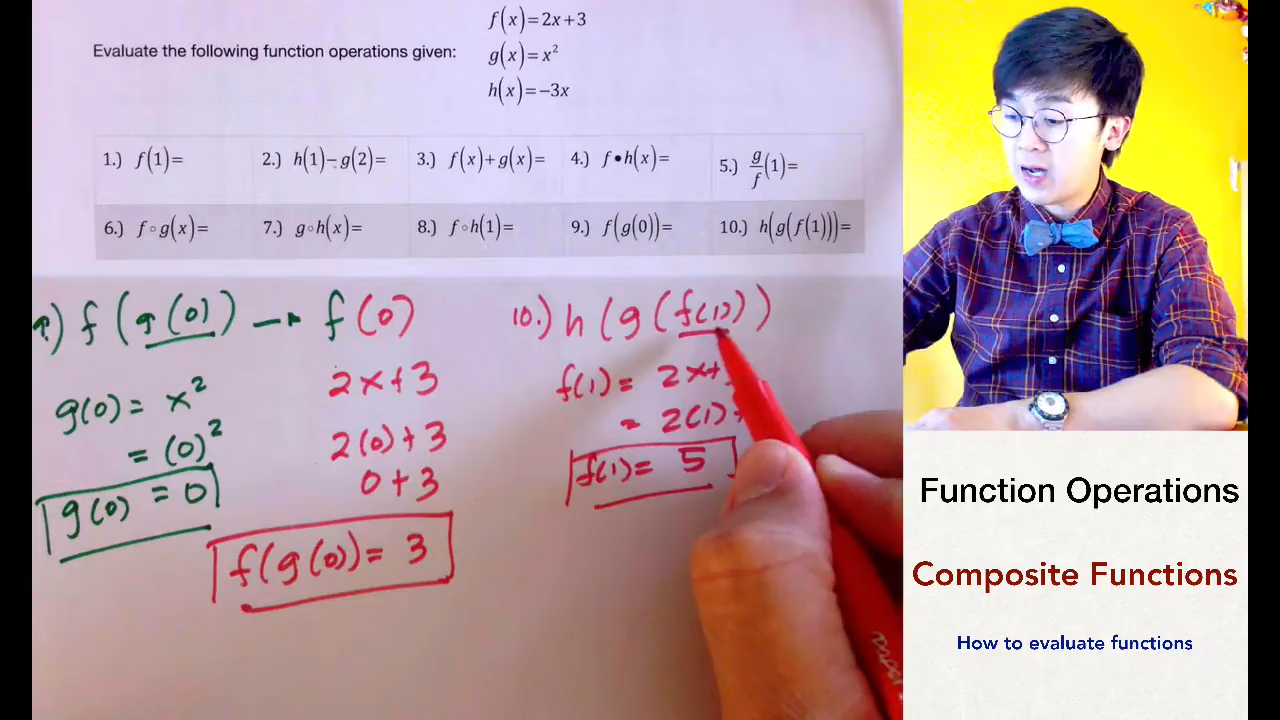 f(x)=2x+3
Evaluate the following function operations given:
g(x)=x²
h(x)=−3x
1.) f(1)=
2.) h(1)−g(2)=
3.) f(x)+g(x)=
4.) f•h(x)=
5.) g/f(1)=
6.) f∘g(x)=
7.) g∘h(x)=
8.) f∘h(1)=
9.) f(g(0))=
10.) h(g(f(1)))=
9.) f(g(0)) → f(0)
g(0) = x²
= (0)²
g(0) = 0
2x+3
2(0)+3
0+3
f(g(0)) = 3
10.) h(g(f(1))
f(1) = 2x+
= 2(1)
f(1) = 5
Function Operations
Composite Functions
How to evaluate functions